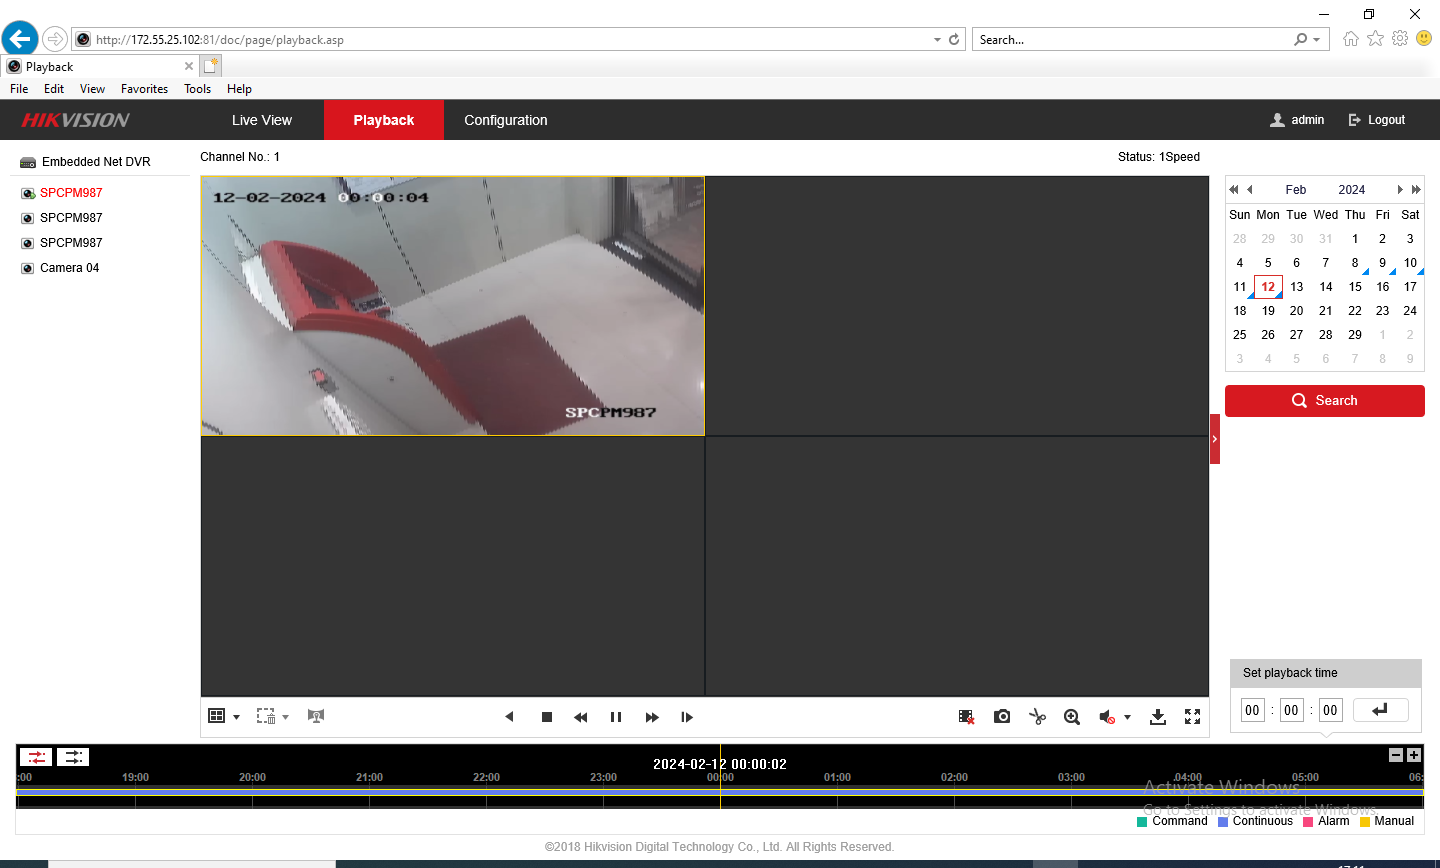 http://172.55.25.102:81/doc/page/playback.asp
Search...
Playback
File Edit View Favorites Tools Help
HIKVISION
Live View Playback Configuration
admin Logout
Embedded Net DVR
SPCPM987
SPCPM987
SPCPM987
Camera 04
Channel No.: 1
Status: 1Speed
12-02-2024 00:00:04
SPCPM987
Feb 2024
Sun Mon Tue Wed Thu Fri Sat
28 29 30 31 1 2 3
4 5 6 7 8 9 10
11 12 13 14 15 16 17
18 19 20 21 22 23 24
25 26 27 28 29 1 2
3 4 5 6 7 8 9
Search
Set playback time
00 : 00 : 00
2024-02-12 00:00:02
:00 19:00 20:00 21:00 22:00 23:00 00:00 01:00 02:00 03:00 04:00 05:00 06:
Activate Windows
Go to Settings to activate Windows.
Command Continuous Alarm Manual
©2018 Hikvision Digital Technology Co., Ltd. All Rights Reserved.